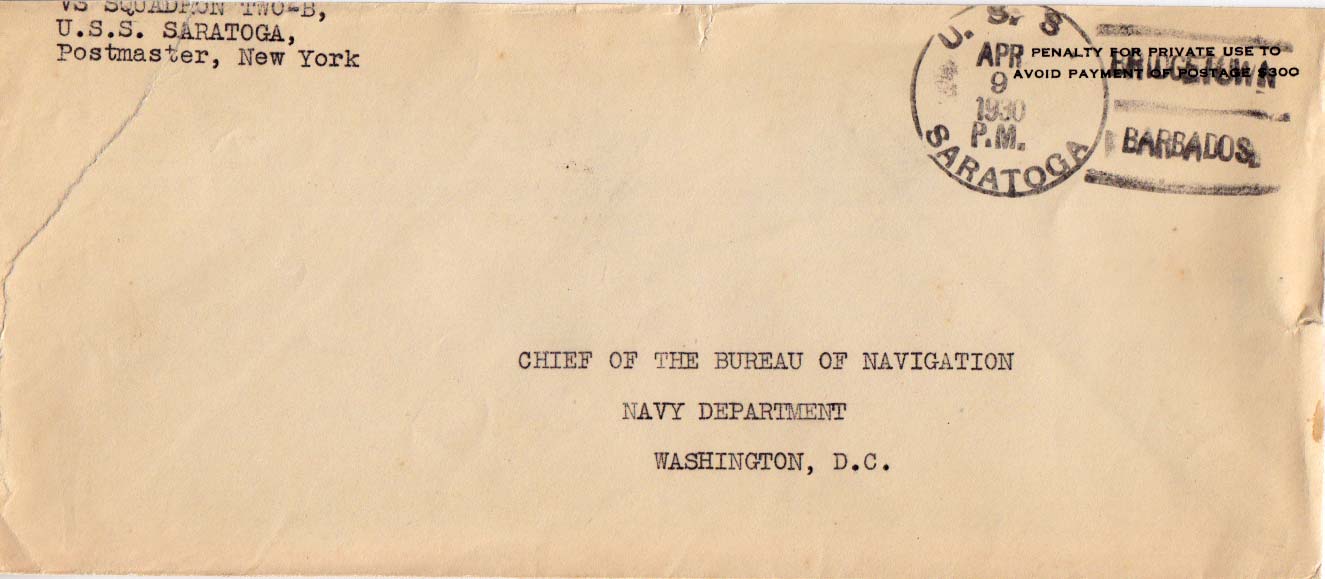 VS SQUADRON TWO-B,
U.S.S. SARATOGA,
Postmaster, New York
U. S. S
APR
9
1930
P.M.
SARATOGA
PENALTY FOR PRIVATE USE TO
AVOID PAYMENT OF POSTAGE $300
BRIDGETOWN
BARBADOS.
CHIEF OF THE BUREAU OF NAVIGATION
NAVY DEPARTMENT
WASHINGTON, D.C.